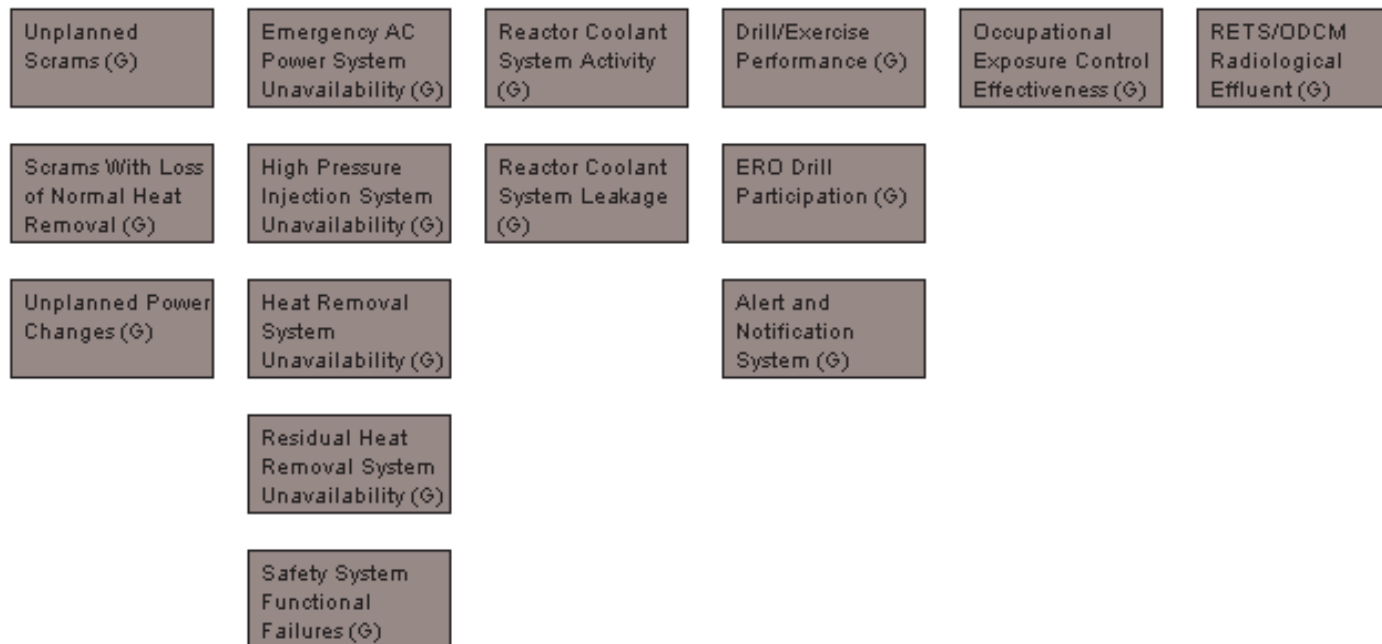 Unplanned
Scrams (G)
Emergency AC
Power System
Unavailability (G)
Reactor Coolant
System Activity
(G)
Drill/Exercise
Performance (G)
Occupational
Exposure Control
Effectiveness (G)
RETS/ODCM
Radiological
Effluent (G)
Scrams With Loss
of Normal Heat
Removal (G)
High Pressure
Injection System
Unavailability (G)
Reactor Coolant
System Leakage
(G)
ERO Drill
Participation (G)
Unplanned Power
Changes (G)
Heat Removal
System
Unavailability (G)
Alert and
Notification
System (G)
Residual Heat
Removal System
Unavailability (G)
Safety System
Functional
Failures (G)